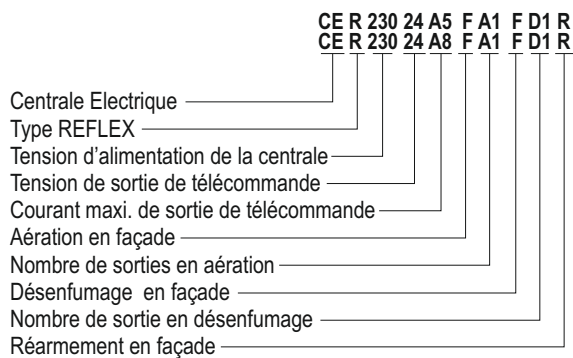 CE R 230 24 A5 F A1 F D1 R
CE R 230 24 A8 F A1 F D1 R
Centrale Electrique
Type REFLEX
Tension d’alimentation de la centrale
Tension de sortie de télécommande
Courant maxi. de sortie de télécommande
Aération en façade
Nombre de sorties en aération
Désenfumage en façade
Nombre de sortie en désenfumage
Réarmement en façade